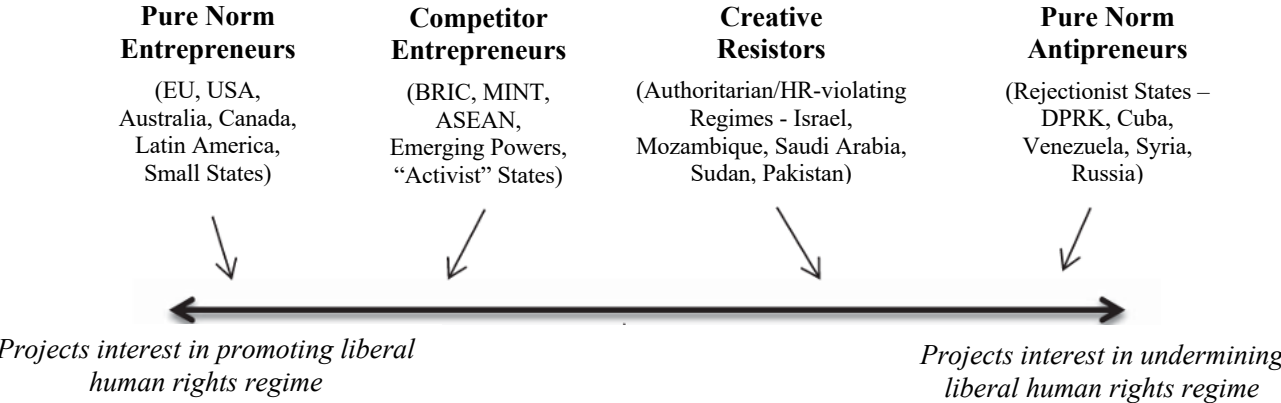 Pure Norm
Entrepreneurs
(EU, USA,
Australia, Canada,
Latin America,
Small States)
Competitor
Entrepreneurs
(BRIC, MINT,
ASEAN,
Emerging Powers,
“Activist” States)
Creative
Resistors
(Authoritarian/HR-violating
Regimes - Israel,
Mozambique, Saudi Arabia,
Sudan, Pakistan)
Pure Norm
Antipreneurs
(Rejectionist States –
DPRK, Cuba,
Venezuela, Syria,
Russia)
Projects interest in promoting liberal
human rights regime
Projects interest in undermining
liberal human rights regime